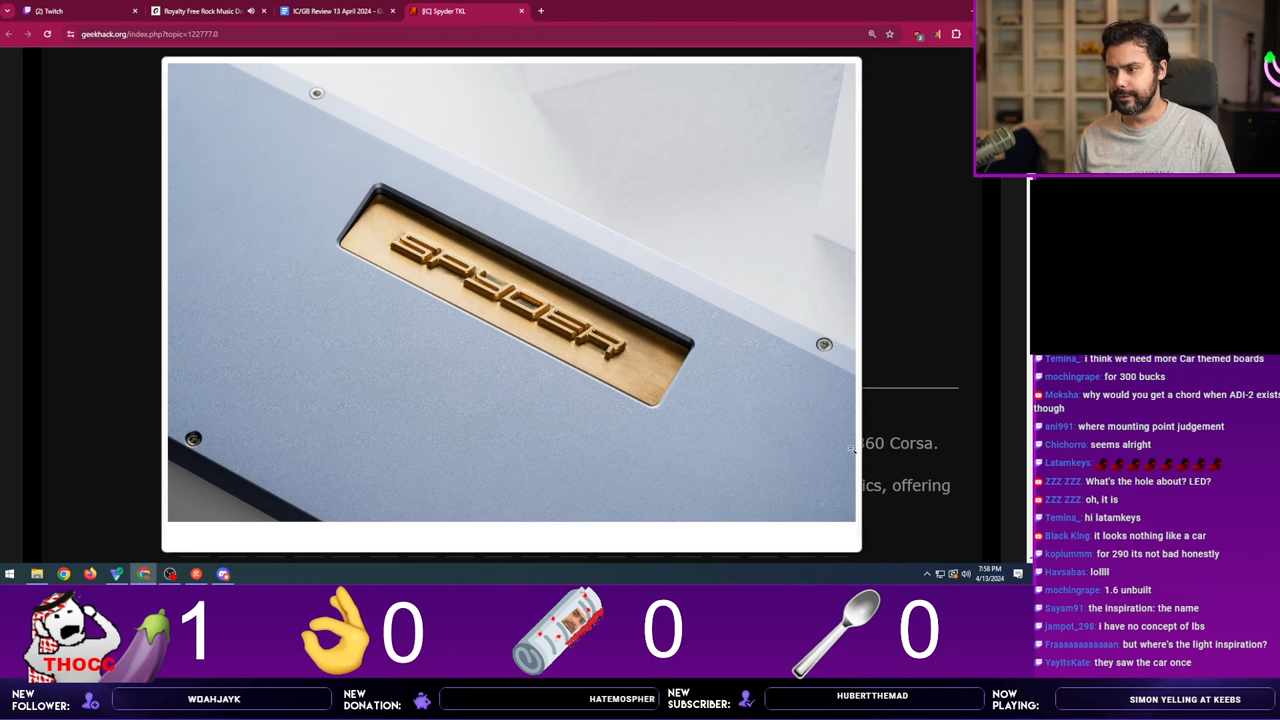 (2) Twitch
Royalty Free Rock Music D
IC/GB Review 13 April 2024 - G
[IC] Spyder TKL
geekhack.org/index.php?topic=122777.0
SPYDER
360 Corsa.
ics, offering
Temina_: i think we need more Car themed boards
mochingrape: for 300 bucks
Moksha: why would you get a chord when ADI-2 exists
though
ani991: where mounting point judgement
Chichorro: seems alright
Latamkeys:
ZZZ ZZZ: What's the hole about? LED?
ZZZ ZZZ: oh, it is
Temina_: hi latamkeys
Black King: it looks nothing like a car
kopiummm: for 290 its not bad honestly
Havsabas: lollll
mochingrape: 1.6 unbuilt
Sayam91: the inspiration: the name
jampot_298: i have no concept of lbs
Fraaaaaaaaaaaan: but where's the light inspiration?
YayItsKate: they saw the car once
7:58 PM
4/13/2024
THOCC
1
0
0
0
NEW
FOLLOWER:
WOAHJAYK
NEW
DONATION:
HATEMOSPHER
NEW
SUBSCRIBER:
HUBERTTHEMAD
NOW
PLAYING:
SIMON YELLING AT KEEBS